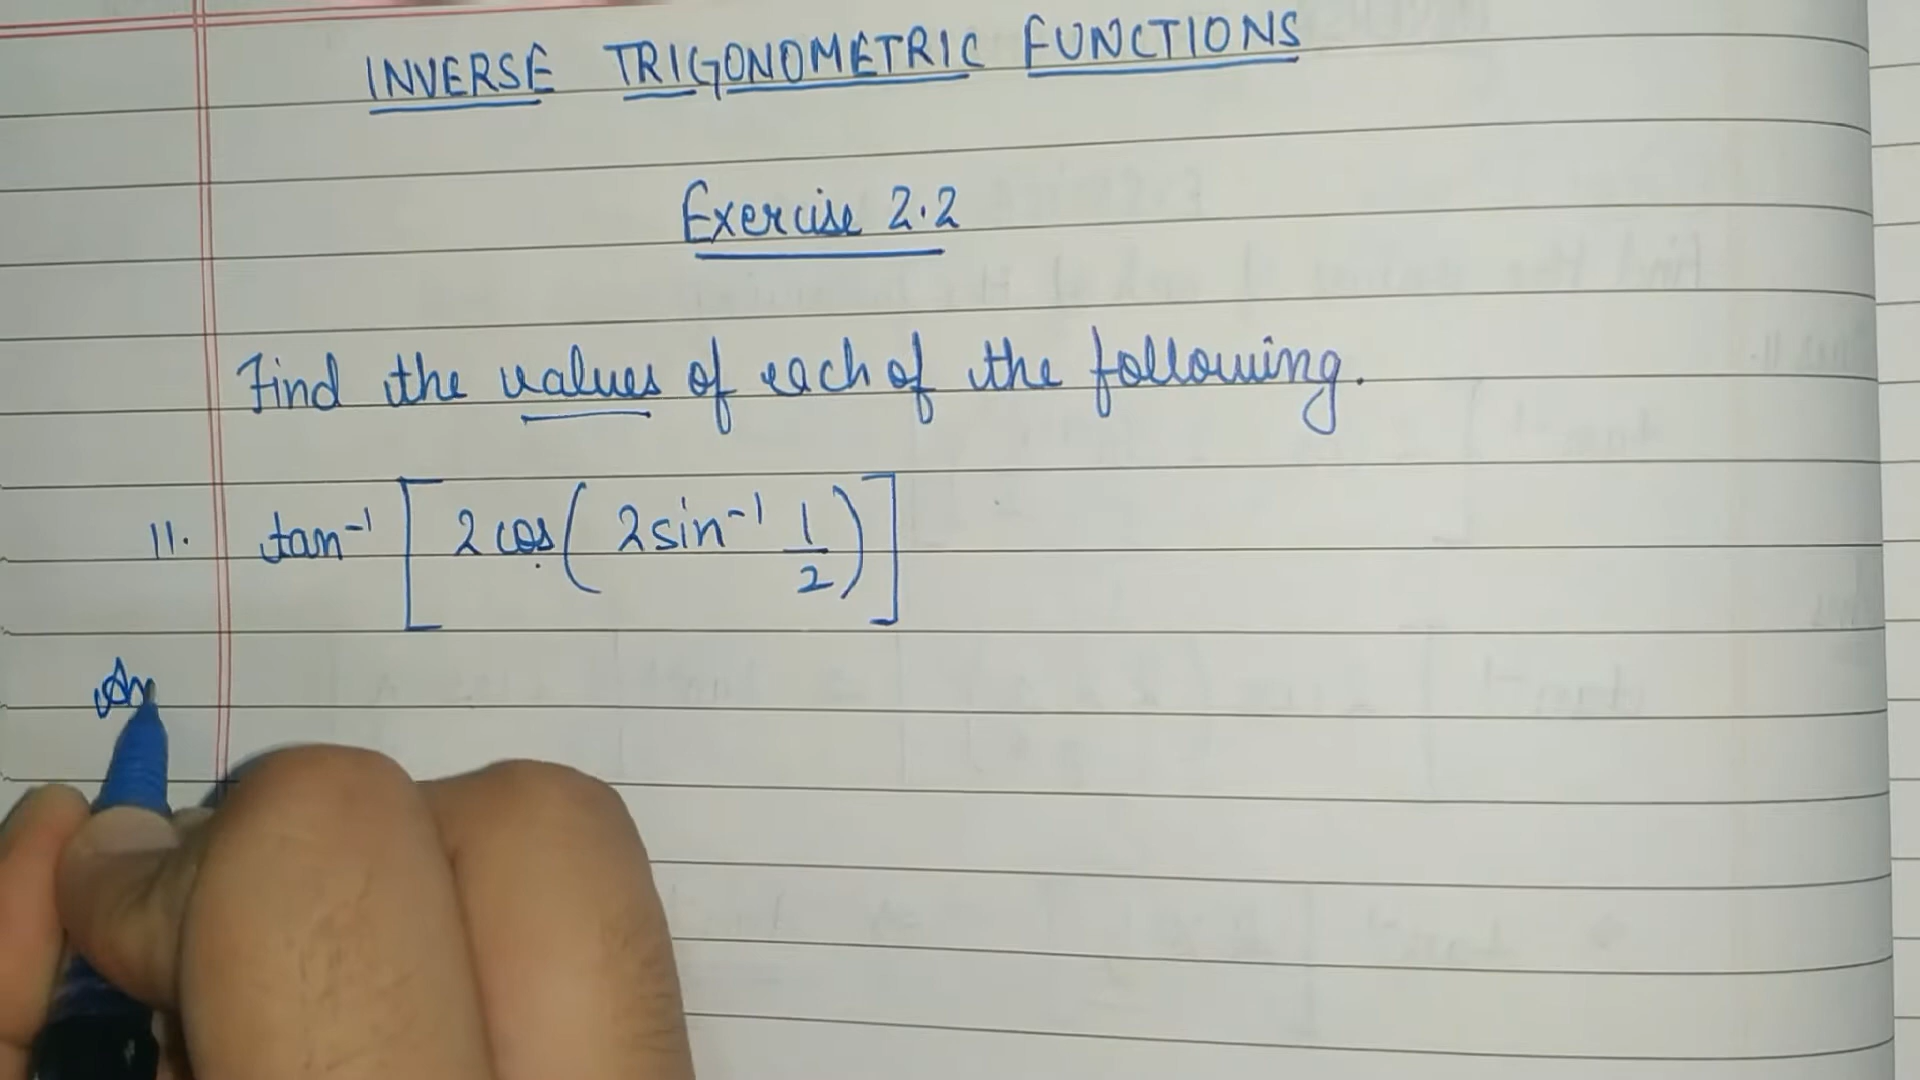 INVERSE TRIGONOMETRIC FUNCTIONS
Exercise 2.2
Find the values of each of the following.
11. tan⁻¹ [ 2 cos ( 2 sin⁻¹ 1/2 ) ]